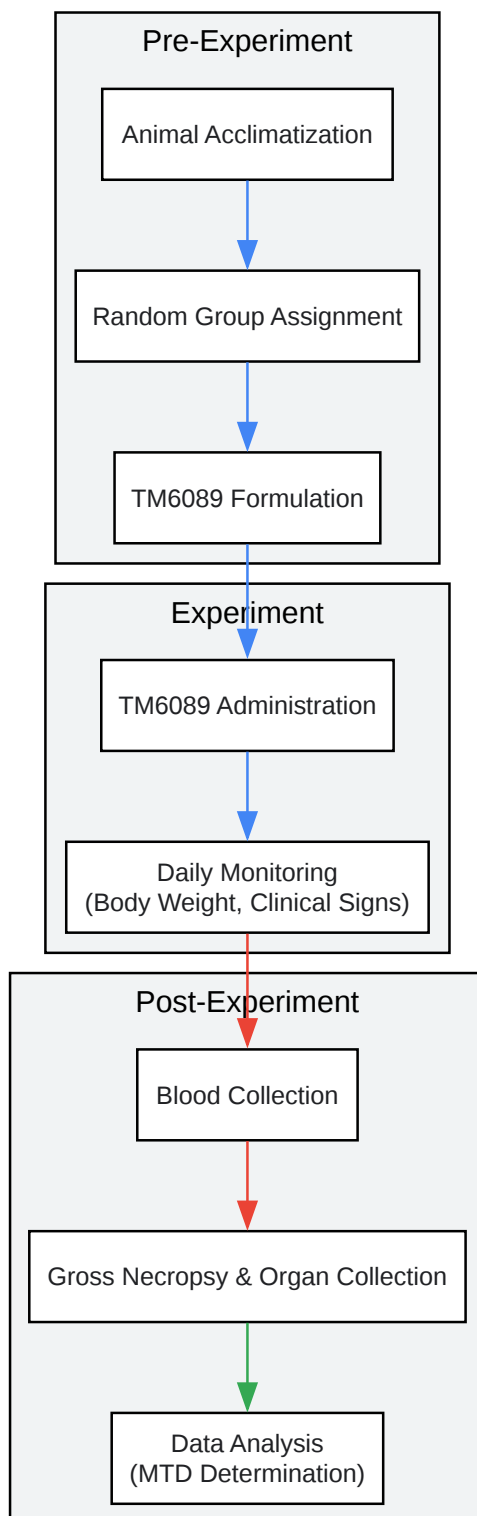 Pre-Experiment
Animal Acclimatization
Random Group Assignment
TM6089 Formulation
Experiment
TM6089 Administration
Daily Monitoring
(Body Weight, Clinical Signs)
Post-Experiment
Blood Collection
Gross Necropsy & Organ Collection
Data Analysis
(MTD Determination)